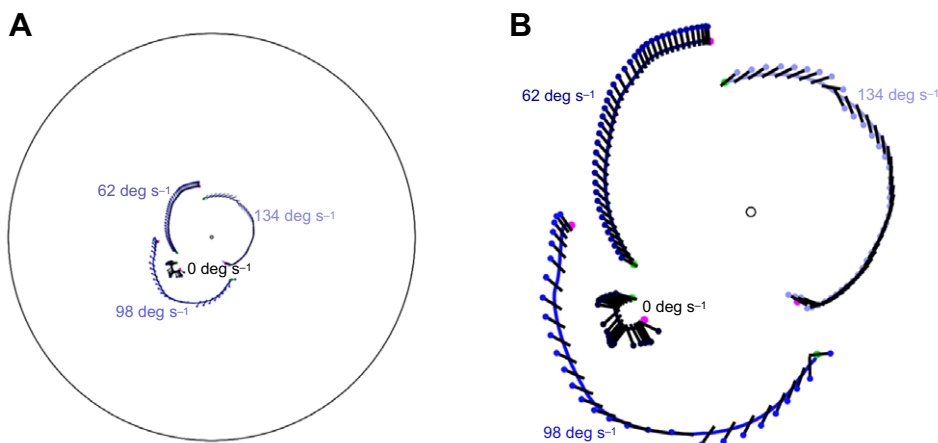 A
62 deg s⁻¹
134 deg s⁻¹
0 deg s⁻¹
98 deg s⁻¹
B
62 deg s⁻¹
134 deg s⁻¹
0 deg s⁻¹
98 deg s⁻¹